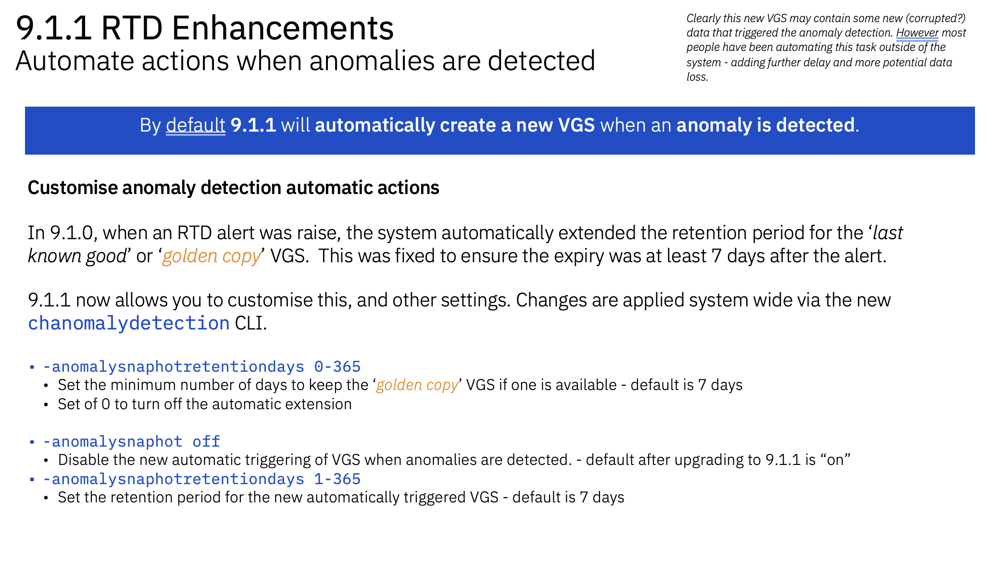 9.1.1 RTD Enhancements
Automate actions when anomalies are detected
Clearly this new VGS may contain some new (corrupted?)
data that triggered the anomaly detection. However most
people have been automating this task outside of the
system - adding further delay and more potential data
loss.
By default 9.1.1 will automatically create a new VGS when an anomaly is detected.
Customise anomaly detection automatic actions
In 9.1.0, when an RTD alert was raise, the system automatically extended the retention period for the ‘last
known good’ or ‘golden copy’ VGS.  This was fixed to ensure the expiry was at least 7 days after the alert.
9.1.1 now allows you to customise this, and other settings. Changes are applied system wide via the new
chanomalydetection CLI.
• -anomalysnaphotretentiondays 0-365
• Set the minimum number of days to keep the ‘golden copy’ VGS if one is available - default is 7 days
• Set of 0 to turn off the automatic extension
• -anomalysnaphot off
• Disable the new automatic triggering of VGS when anomalies are detected. - default after upgrading to 9.1.1 is “on”
• -anomalysnaphotretentiondays 1-365
• Set the retention period for the new automatically triggered VGS - default is 7 days